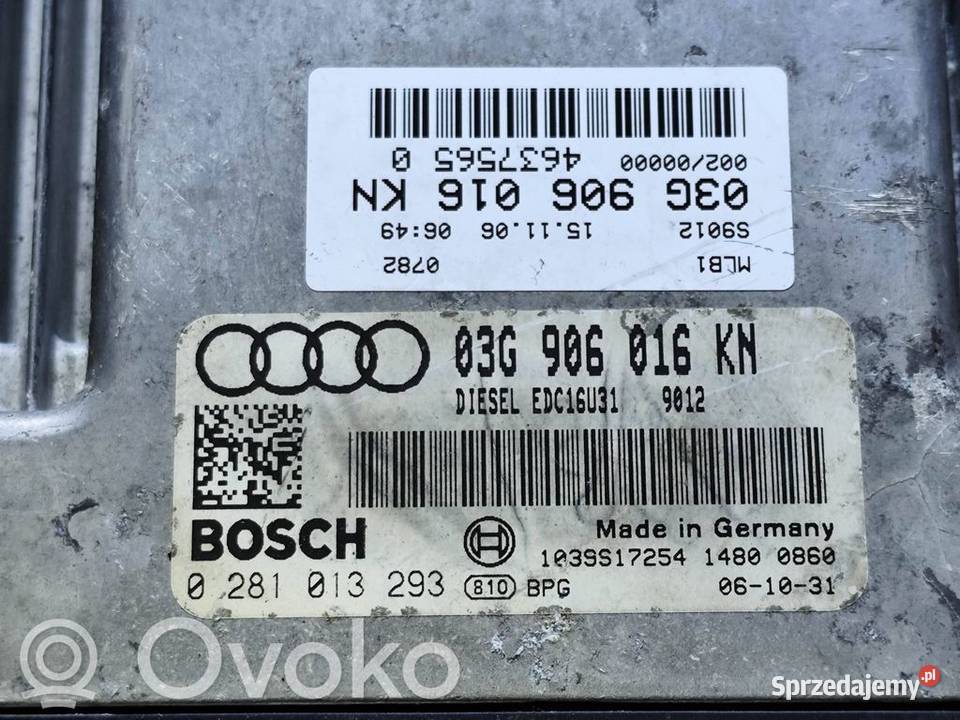 MLB1 0782
S9012 15.11.06 06:49
03G 906 016 KN
002/00000 4637565 0
03G 906 016 KN
DIESEL EDC16U31 9012
BOSCH
Made in Germany
1039S17254 1480 0860
0 281 013 293 810 BPG 06-10-31
Ovoko
Sprzedajemy.pl